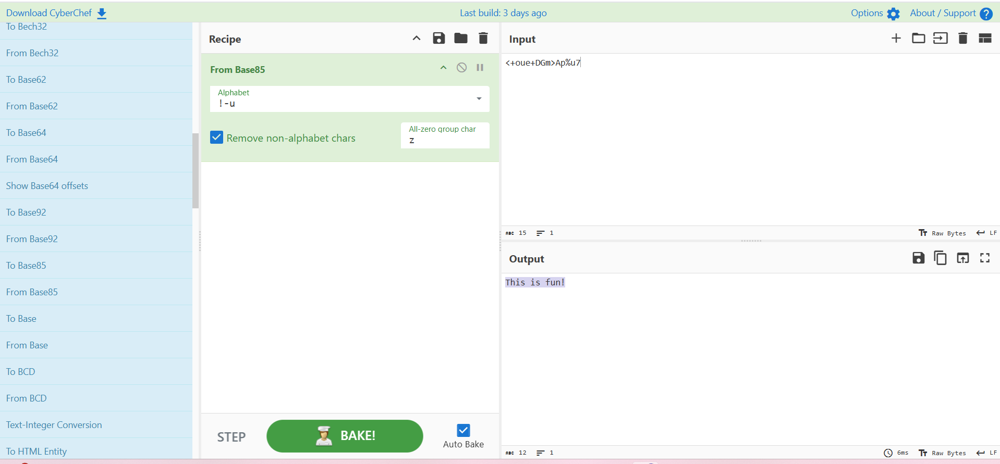 Download CyberChef
Last build: 3 days ago
Options
About / Support
To Bech32
From Bech32
To Base62
From Base62
To Base64
From Base64
Show Base64 offsets
To Base92
From Base92
To Base85
From Base85
To Base
From Base
To BCD
From BCD
Text-Integer Conversion
To HTML Entity
Recipe
From Base85
Alphabet
!-u
Remove non-alphabet chars
All-zero group char
z
STEP
BAKE!
Auto Bake
Input
<+oue+DGm>Ap%u7
ABC 15 1
Tr Raw Bytes LF
Output
This is fun!
ABC 12 1
6ms Tr Raw Bytes LF